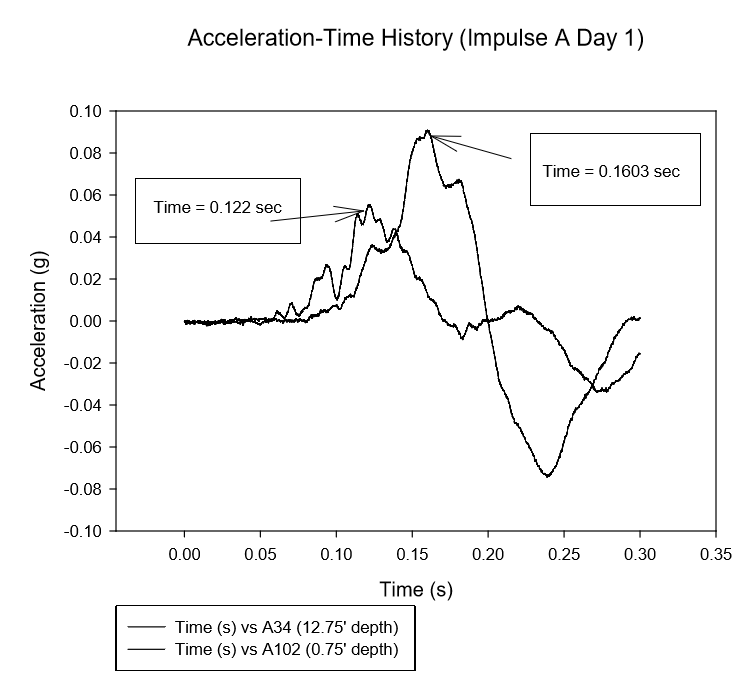 Acceleration-Time History (Impulse A Day 1)
0.10
0.08
0.06
0.04
0.02
0.00
-0.02
-0.04
-0.06
-0.08
-0.10
Acceleration (g)
Time = 0.122 sec
Time = 0.1603 sec
0.00 0.05 0.10 0.15 0.20 0.25 0.30 0.35
Time (s)
Time (s) vs A34 (12.75' depth)
Time (s) vs A102 (0.75' depth)